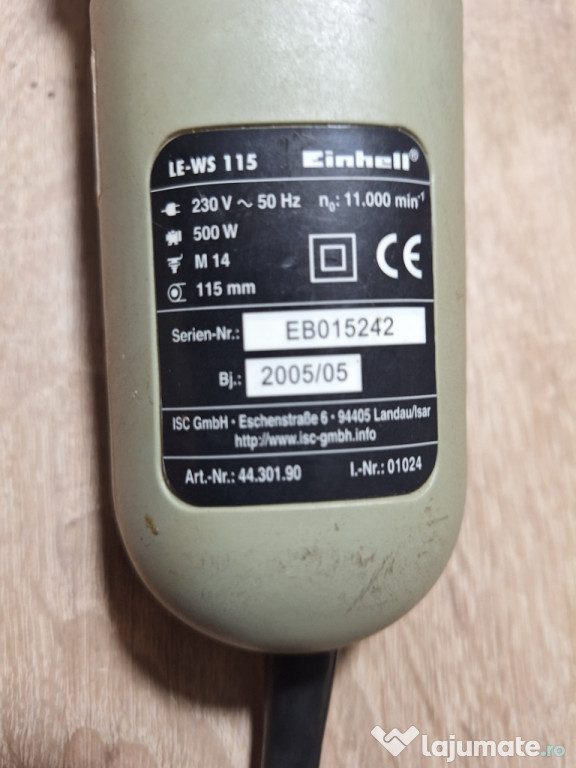 LE-WS 115 Einhell®
230 V ~ 50 Hz n₀: 11.000 min⁻¹
500 W
M 14
CE
115 mm
Serien-Nr.: EB015242
Bj.: 2005/05
ISC GmbH · Eschenstraße 6 · 94405 Landau/Isar
http://www.isc-gmbh.info
Art.-Nr.: 44.301.90 I.-Nr.: 01024
lajumate.ro